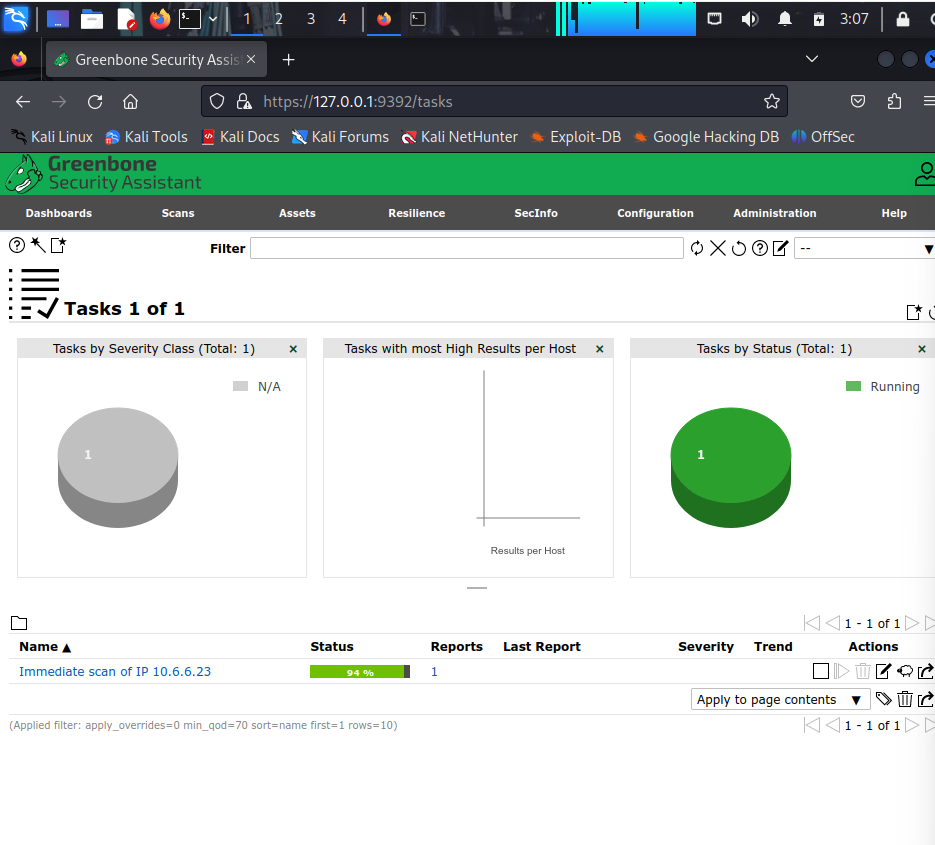 1 2 3 4 3:07
Greenbone Security Assis
https://127.0.0.1:9392/tasks
Kali Linux Kali Tools Kali Docs Kali Forums Kali NetHunter Exploit-DB Google Hacking DB OffSec
Greenbone
Security Assistant
Dashboards Scans Assets Resilience SecInfo Configuration Administration Help
Filter --
Tasks 1 of 1
Tasks by Severity Class (Total: 1) × Tasks with most High Results per Host × Tasks by Status (Total: 1) ×
N/A Running
1 1
Results per Host
1 - 1 of 1
Name ▲ Status Reports Last Report Severity Trend Actions
Immediate scan of IP 10.6.6.23 94 % 1
Apply to page contents ▼
(Applied filter: apply_overrides=0 min_qod=70 sort=name first=1 rows=10) 1 - 1 of 1